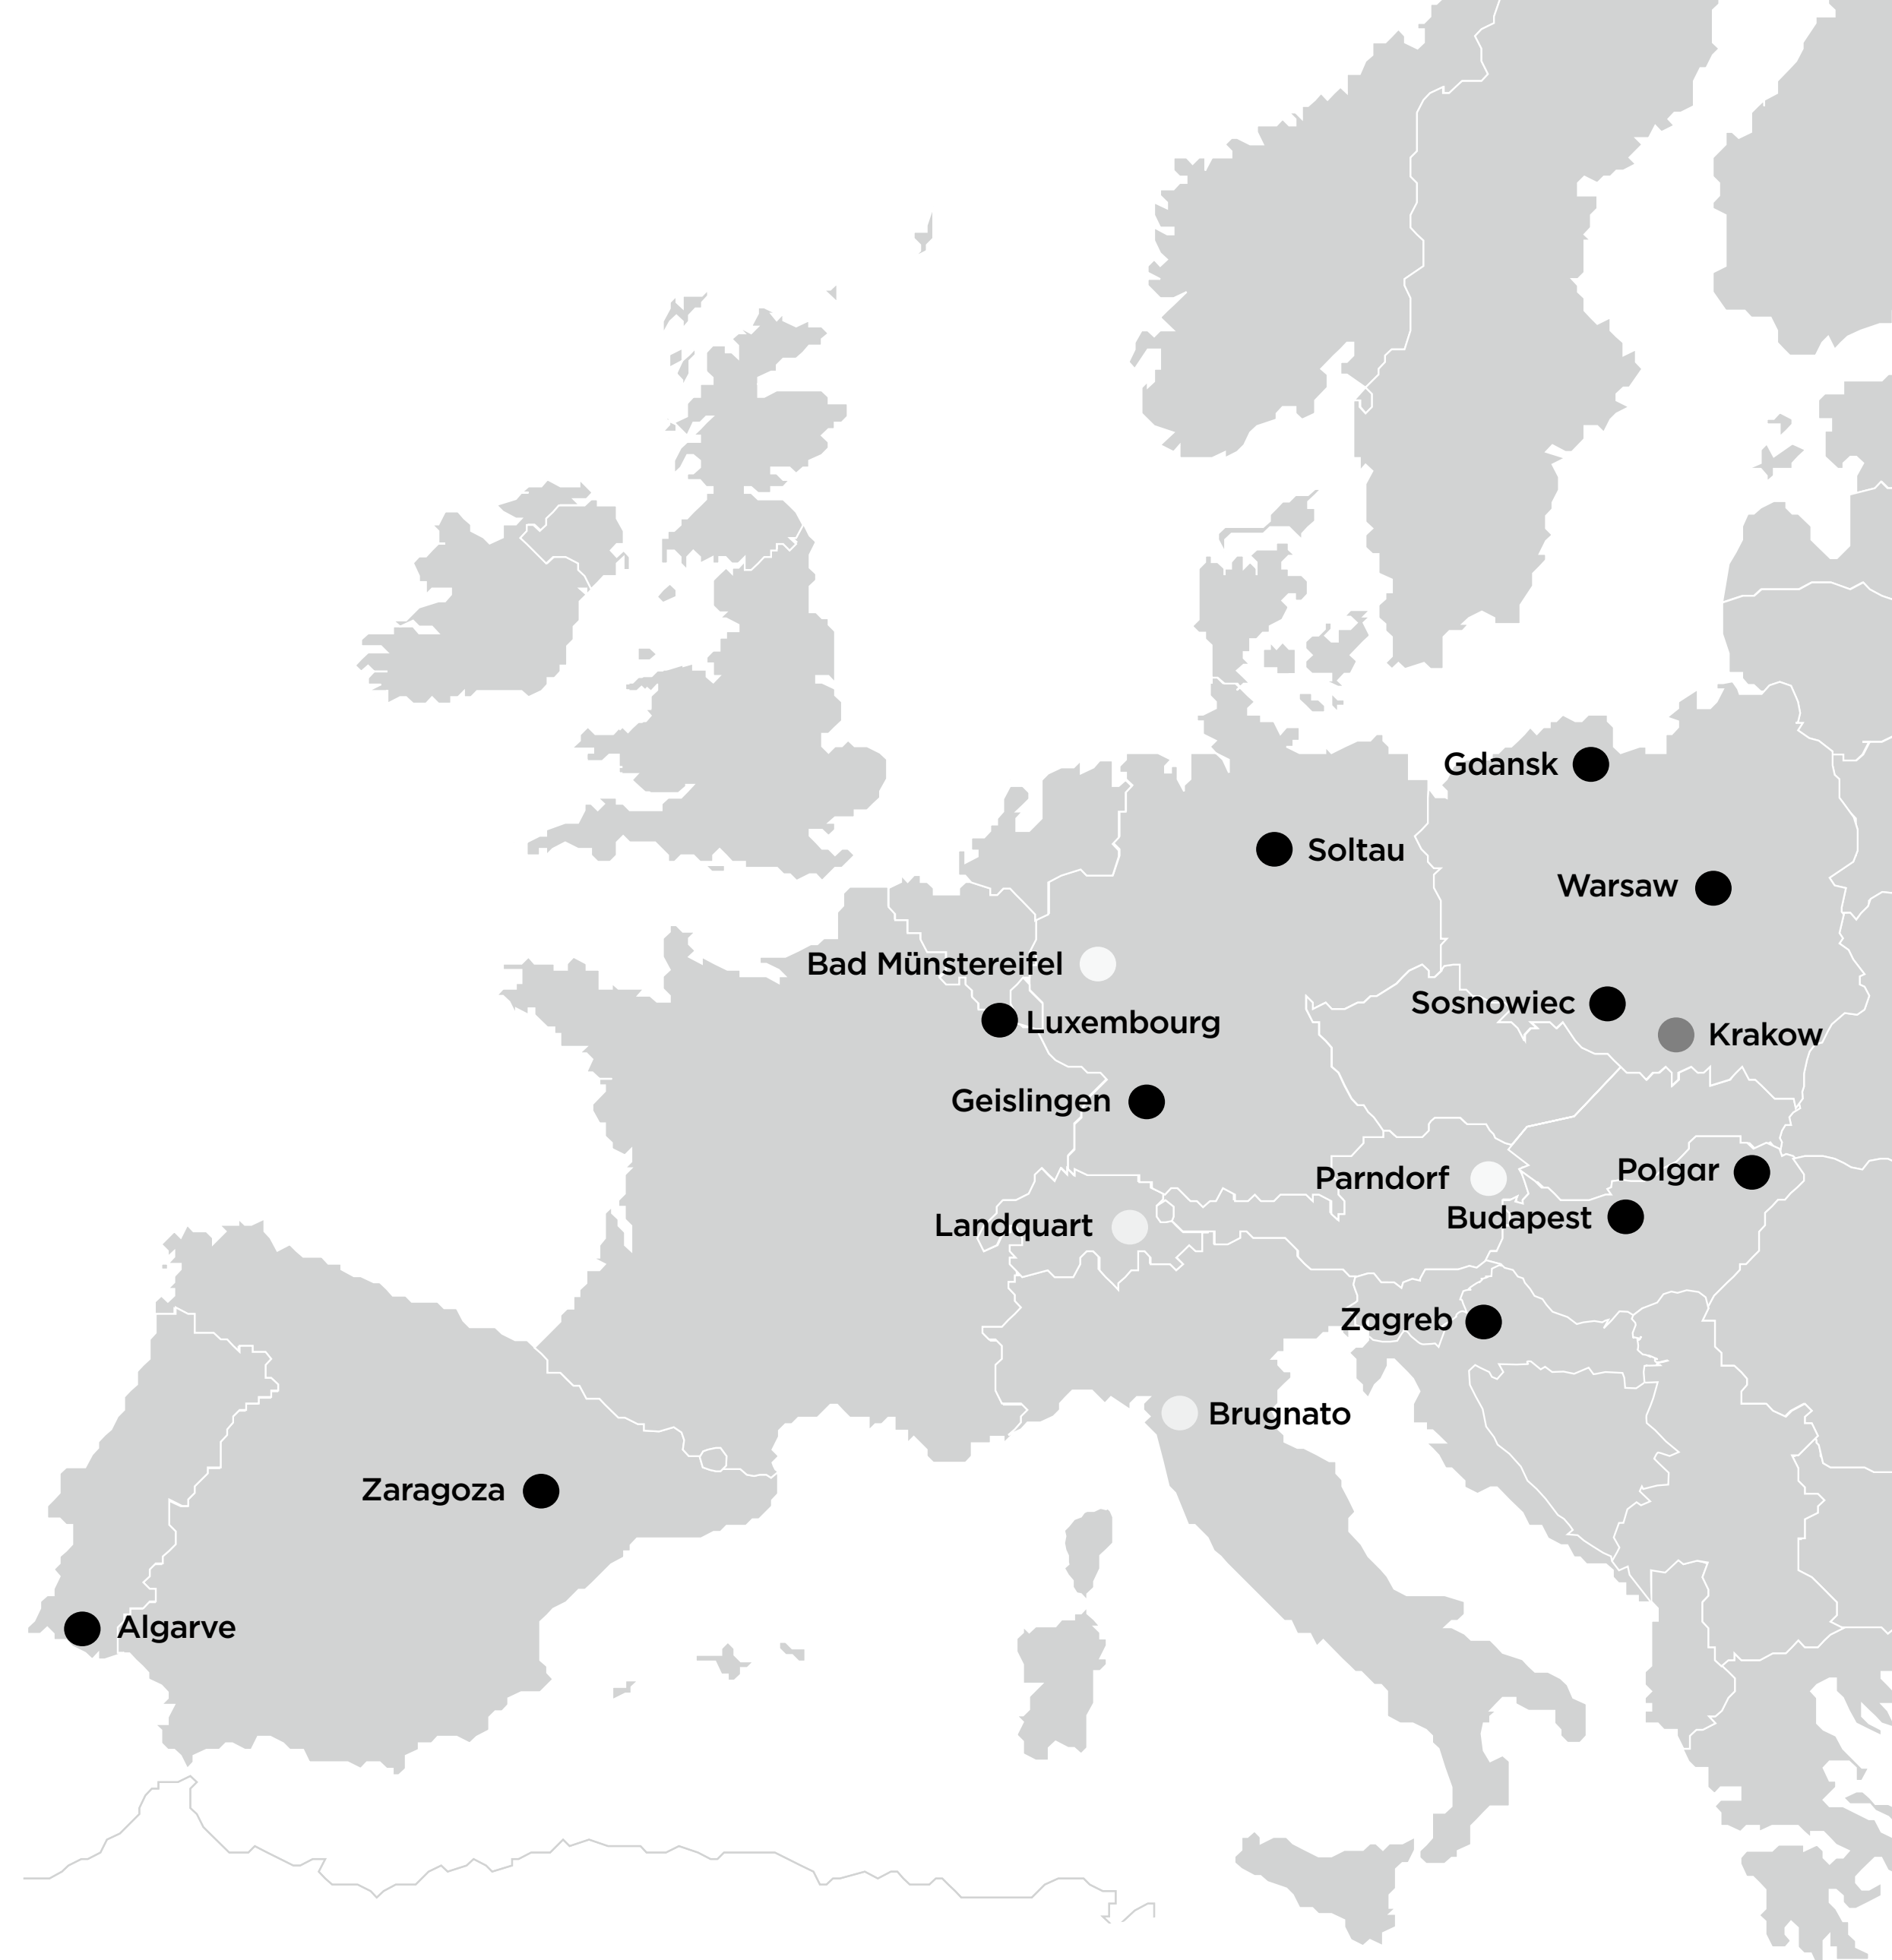 Gdansk
Soltau
Warsaw
Bad Münstereifel
Sosnowiec
Luxembourg
Krakow
Geislingen
Polgar
Parndorf
Budapest
Landquart
Zagreb
Brugnato
Zaragoza
Algarve